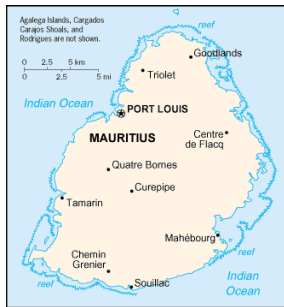 Agalega Islands, Cargados
Carajos Shoals, and
Rodrigues are not shown.
reef
Goodlands
0 2.5 5 km
0 2.5 5 mi
Triolet
Indian Ocean
PORT LOUIS
MAURITIUS
Centre
de Flacq
Quatre Bornes
Curepipe
Tamarin
Mahébourg
reef
Chemin
Grenier
Indian
Ocean
reef
Souillac